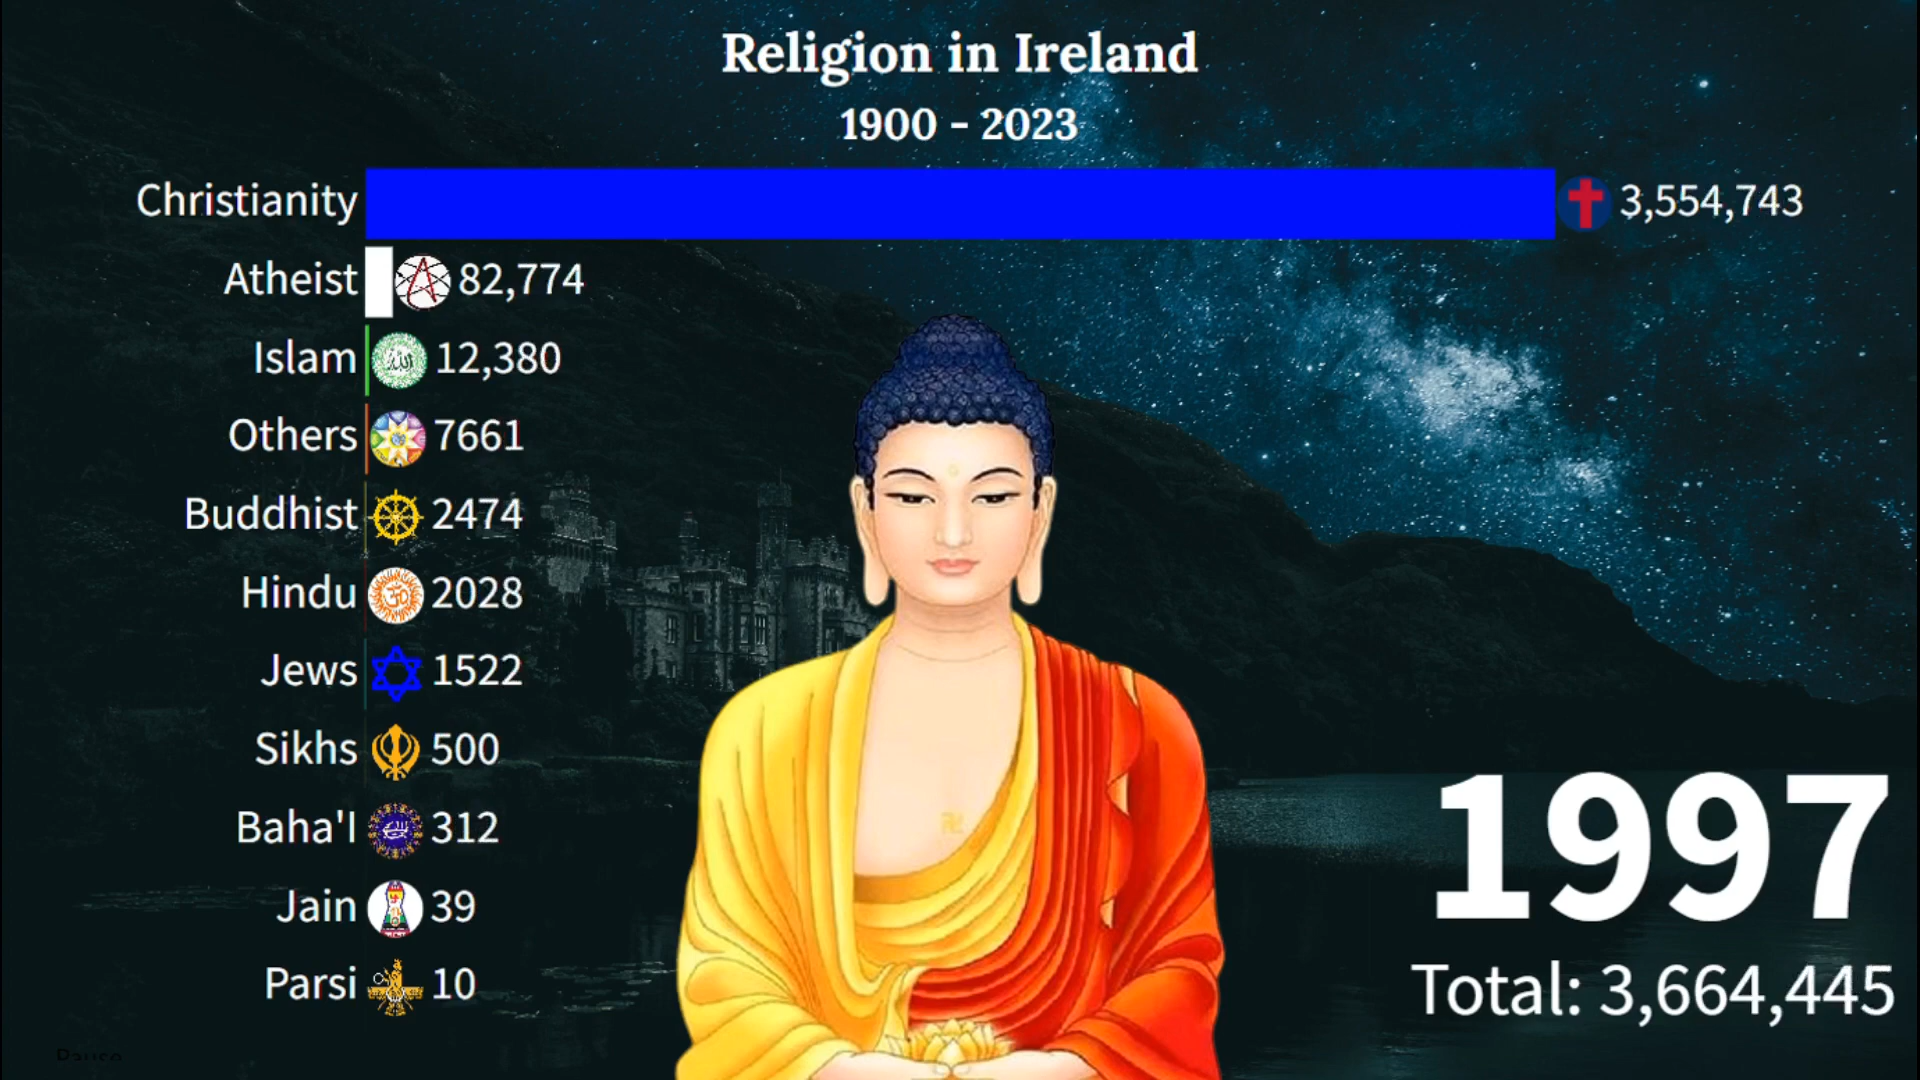 Religion in Ireland
1900 - 2023
Christianity 3,554,743
Atheist 82,774
Islam 12,380
Others 7661
Buddhist 2474
Hindu 2028
Jews 1522
Sikhs 500
Baha'I 312
Jain 39
Parsi 10
1997
Total: 3,664,445
Pause